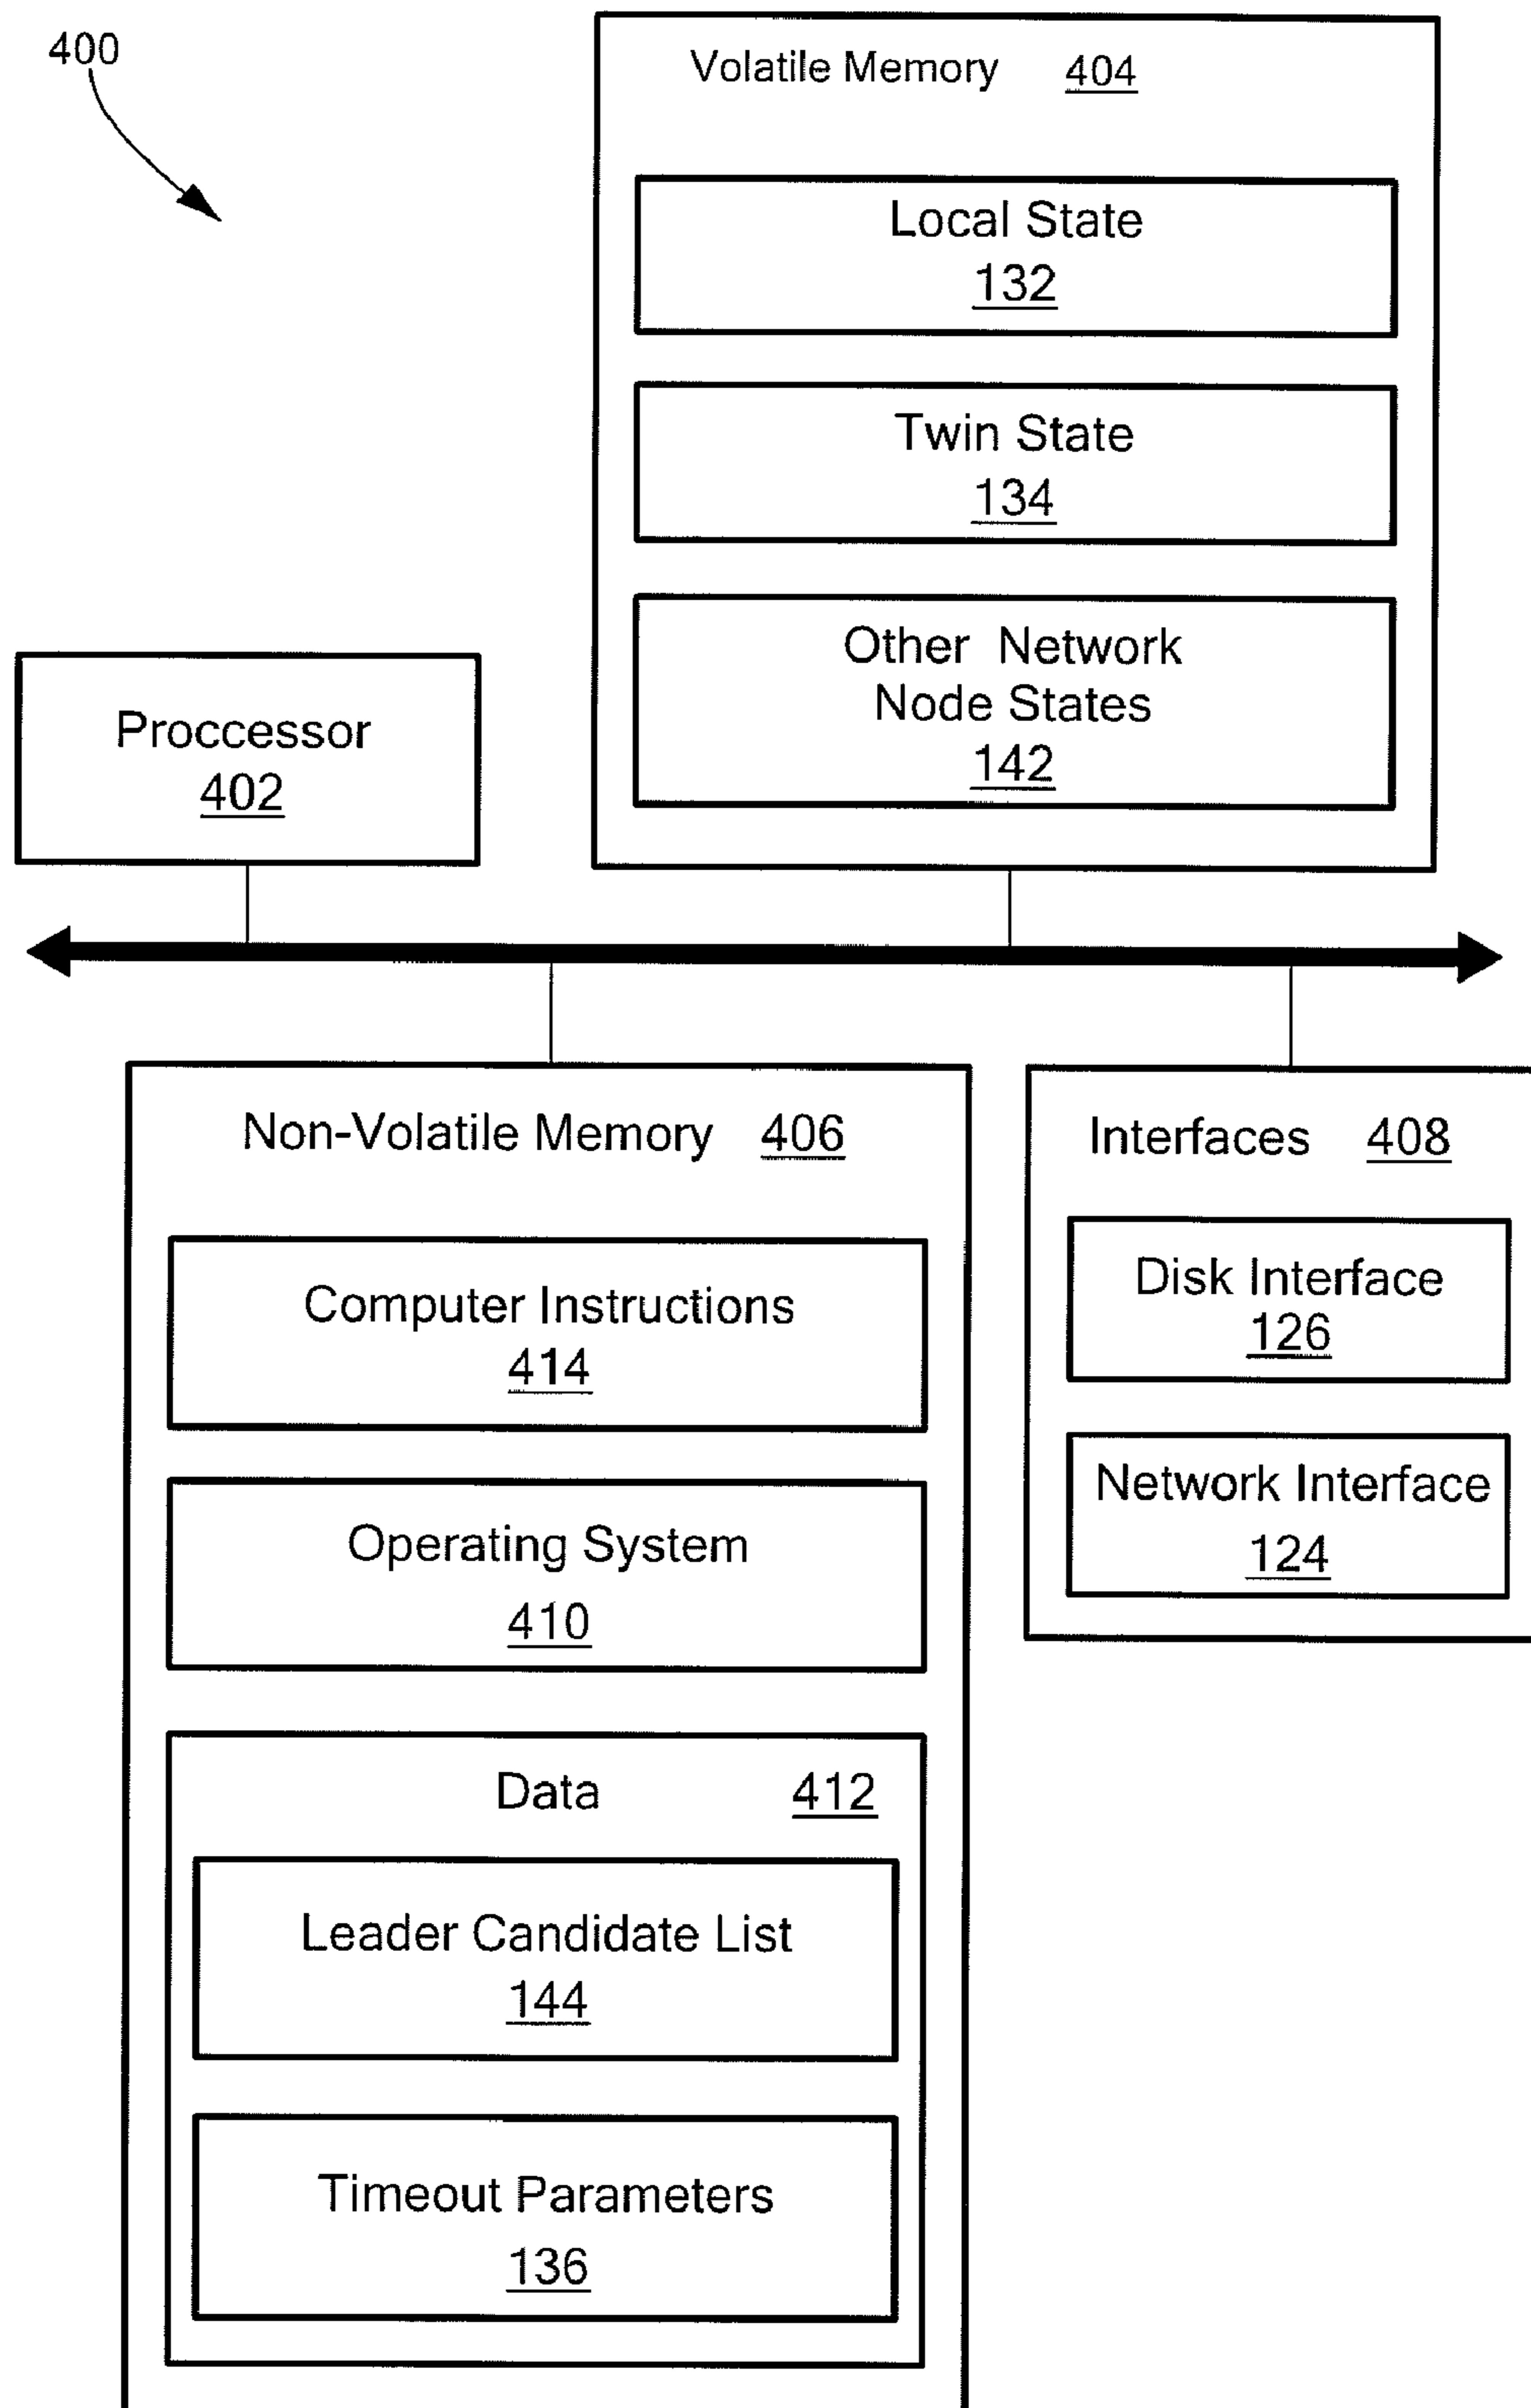 400
Volatile Memory 404
Local State
132
Twin State
134
Other Network
Node States
142
Proccessor
402
Non-Volatile Memory 406
Computer Instructions
414
Operating System
410
Data 412
Leader Candidate List
144
Timeout Parameters
136
Interfaces 408
Disk Interface
126
Network Interface
124